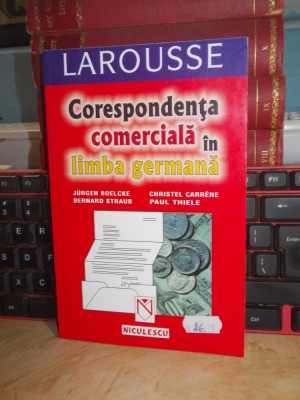 LAROUSSE
Corespondența
comercială în
limba germană
JÜRGEN BOELCKE CHRISTEL CARRÈRE
BERNARD STRAUB PAUL THIELE
N
NICULESCU